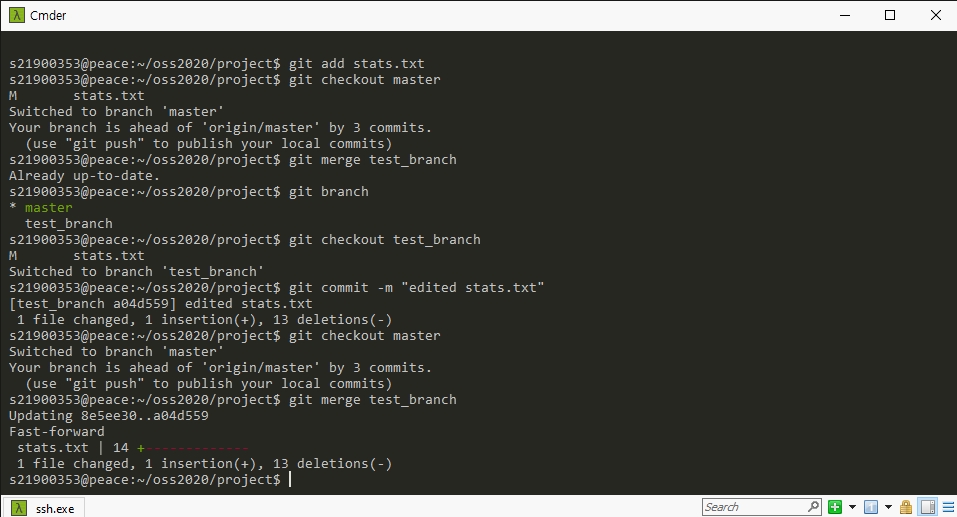 Cmder
s21900353@peace:~/oss2020/project$ git add stats.txt
s21900353@peace:~/oss2020/project$ git checkout master
M       stats.txt
Switched to branch 'master'
Your branch is ahead of 'origin/master' by 3 commits.
  (use "git push" to publish your local commits)
s21900353@peace:~/oss2020/project$ git merge test_branch
Already up-to-date.
s21900353@peace:~/oss2020/project$ git branch
* master
  test_branch
s21900353@peace:~/oss2020/project$ git checkout test_branch
M       stats.txt
Switched to branch 'test_branch'
s21900353@peace:~/oss2020/project$ git commit -m "edited stats.txt"
[test_branch a04d559] edited stats.txt
 1 file changed, 1 insertion(+), 13 deletions(-)
s21900353@peace:~/oss2020/project$ git checkout master
Switched to branch 'master'
Your branch is ahead of 'origin/master' by 3 commits.
  (use "git push" to publish your local commits)
s21900353@peace:~/oss2020/project$ git merge test_branch
Updating 8e5ee30..a04d559
Fast-forward
 stats.txt | 14 +-------------
 1 file changed, 1 insertion(+), 13 deletions(-)
s21900353@peace:~/oss2020/project$
ssh.exe
Search